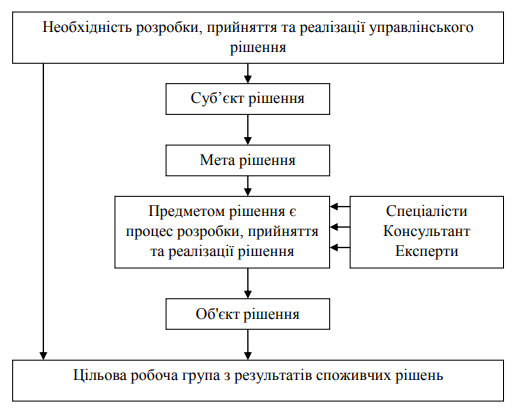 Необхідність розробки, прийняття та реалізації управлінського
рішення
Суб’єкт рішення
Мета рішення
Предметом рішення є
процес розробки, прийняття
та реалізації рішення
Спеціалісти
Консультант
Експерти
Об'єкт рішення
Цільова робоча група з результатів споживчих рішень